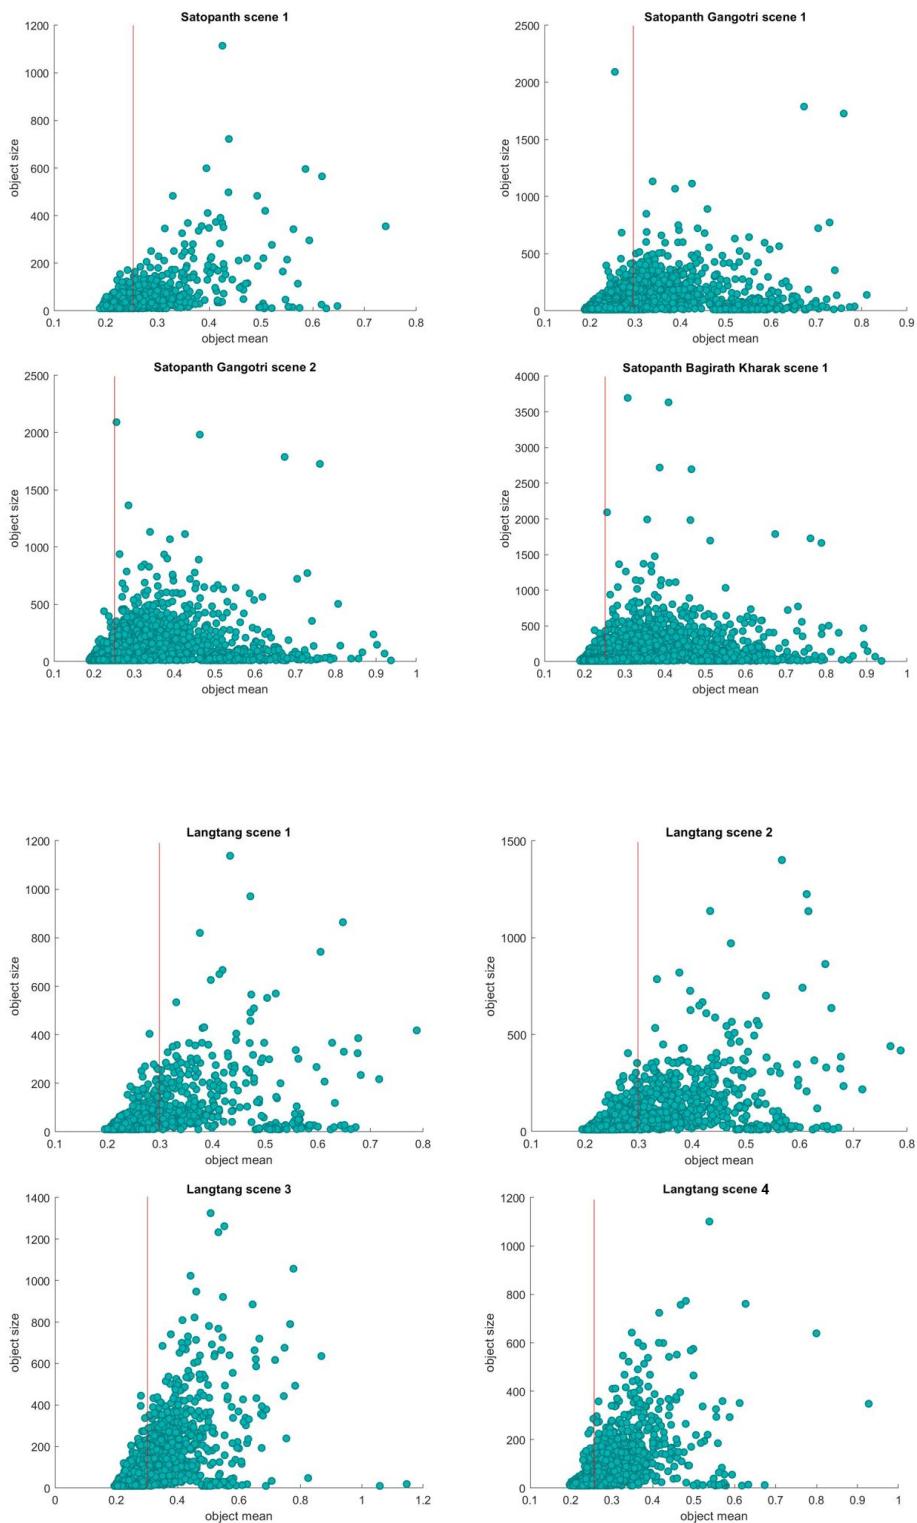 Satopanth scene 1
1200
1000
800
600
400
200
0
object size
0.1 0.2 0.3 0.4 0.5 0.6 0.7 0.8
object mean
Satopanth Gangotri scene 1
2500
2000
1500
1000
500
0
object size
0.1 0.2 0.3 0.4 0.5 0.6 0.7 0.8 0.9
object mean
Satopanth Gangotri scene 2
2500
2000
1500
1000
500
0
object size
0.1 0.2 0.3 0.4 0.5 0.6 0.7 0.8 0.9 1
object mean
Satopanth Bagirath Kharak scene 1
4000
3500
3000
2500
2000
1500
1000
500
0
object size
0.1 0.2 0.3 0.4 0.5 0.6 0.7 0.8 0.9 1
object mean
Langtang scene 1
1200
1000
800
600
400
200
0
object size
0.1 0.2 0.3 0.4 0.5 0.6 0.7 0.8
object mean
Langtang scene 2
1500
1000
500
0
object size
0.1 0.2 0.3 0.4 0.5 0.6 0.7 0.8
object mean
Langtang scene 3
1400
1200
1000
800
600
400
200
0
object size
0 0.2 0.4 0.6 0.8 1 1.2
object mean
Langtang scene 4
1200
1000
800
600
400
200
0
object size
0.1 0.2 0.3 0.4 0.5 0.6 0.7 0.8 0.9 1
object mean